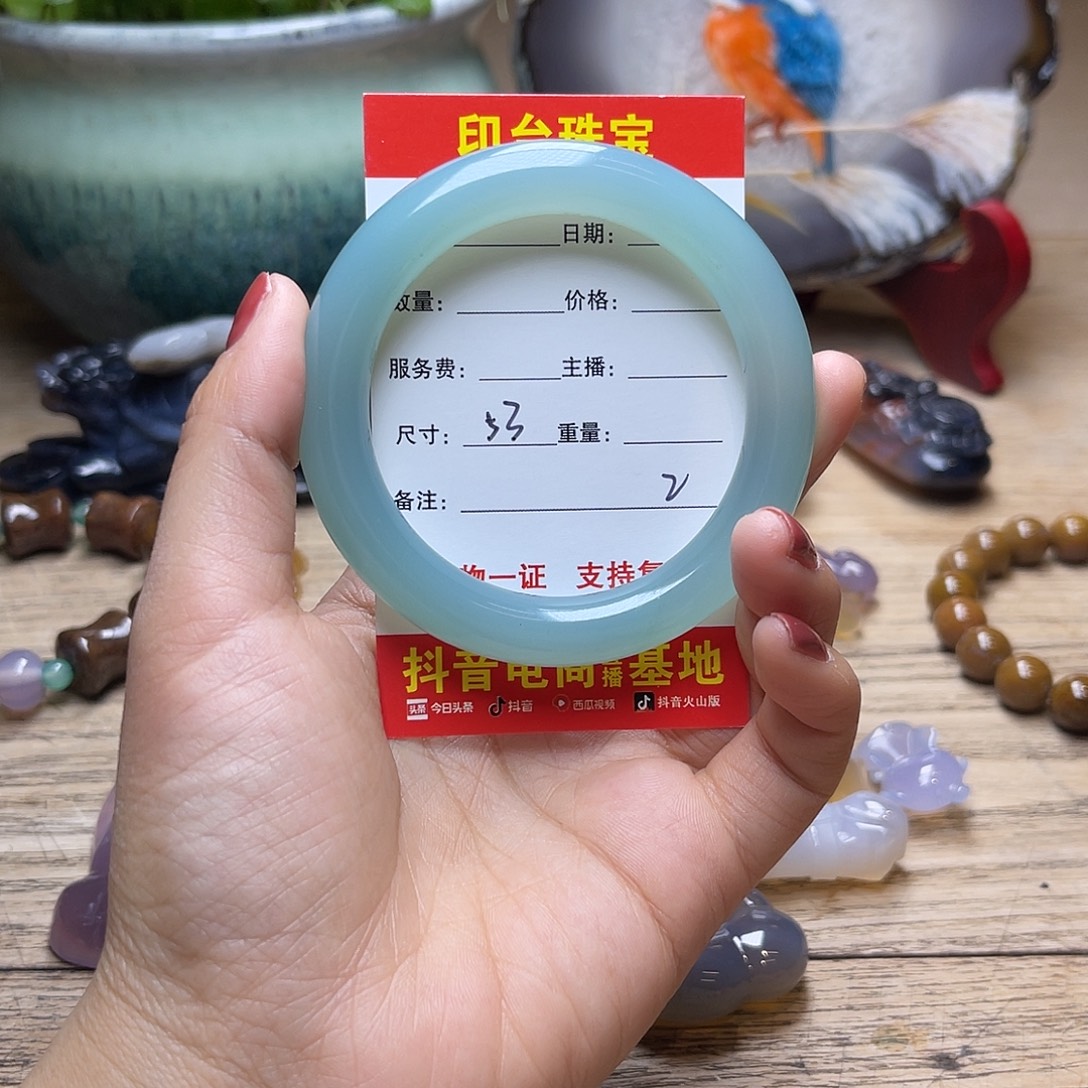 印台珠宝
日期：
数量： 价格：
服务费： 主播：
尺寸： 53 重量：
备注： 2
物一证 支持复
抖音电商直播基地
头条 今日头条 抖音 西瓜视频 抖音火山版